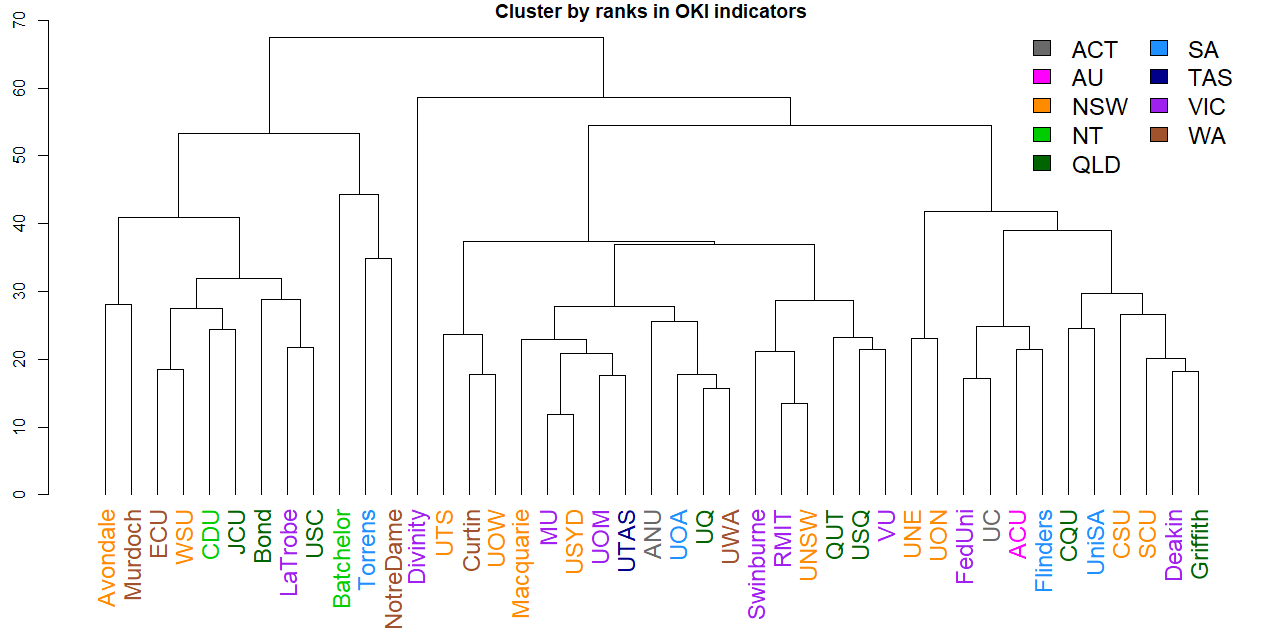 Cluster by ranks in OKI indicators
70
60
50
40
30
20
10
0
ACT
AU
NSW
NT
QLD
SA
TAS
VIC
WA
Avondale
Murdoch
ECU
WSU
CDU
JCU
Bond
LaTrobe
USC
Batchelor
Torrens
NotreDame
Divinity
UTS
Curtin
UOW
Macquarie
MU
USYD
UOM
UTAS
ANU
UOA
UQ
UWA
Swinburne
RMIT
UNSW
QUT
USQ
VU
UNE
UON
FedUni
UC
ACU
Flinders
CQU
UniSA
CSU
SCU
Deakin
Griffith